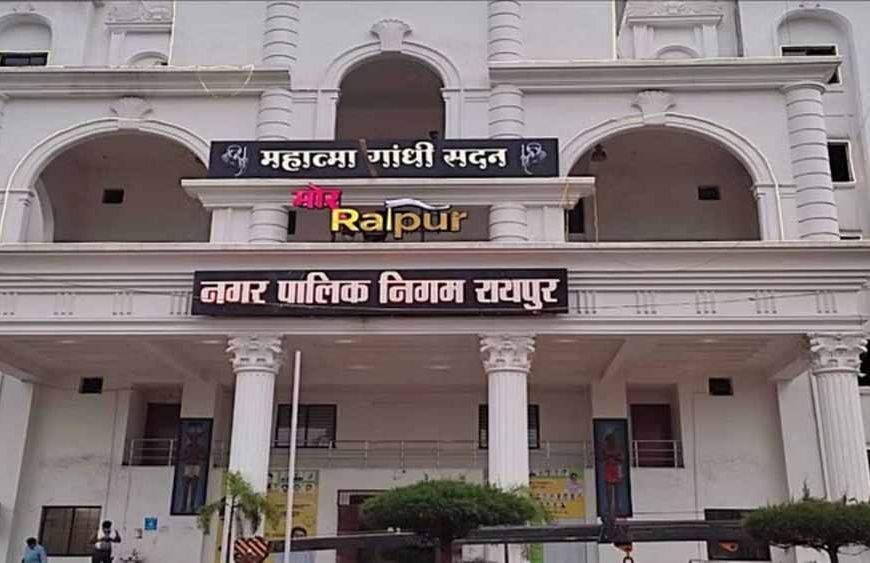 महात्मा गांधी सदन
मोर
Raipur
नगर पालिक निगम रायपुर